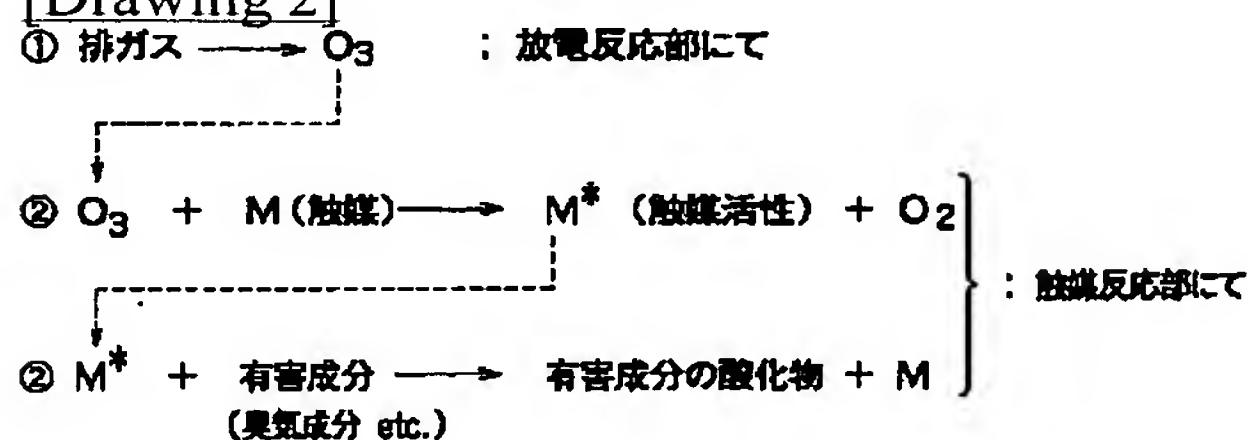 [Drawing 2]
① 排ガス → O₃ : 放電反応部にて
② O₃ + M(触媒) → M* (触媒活性) + O₂
: 触媒反応部にて
② M* + 有害成分 → 有害成分の酸化物 + M
(臭気成分 etc.)